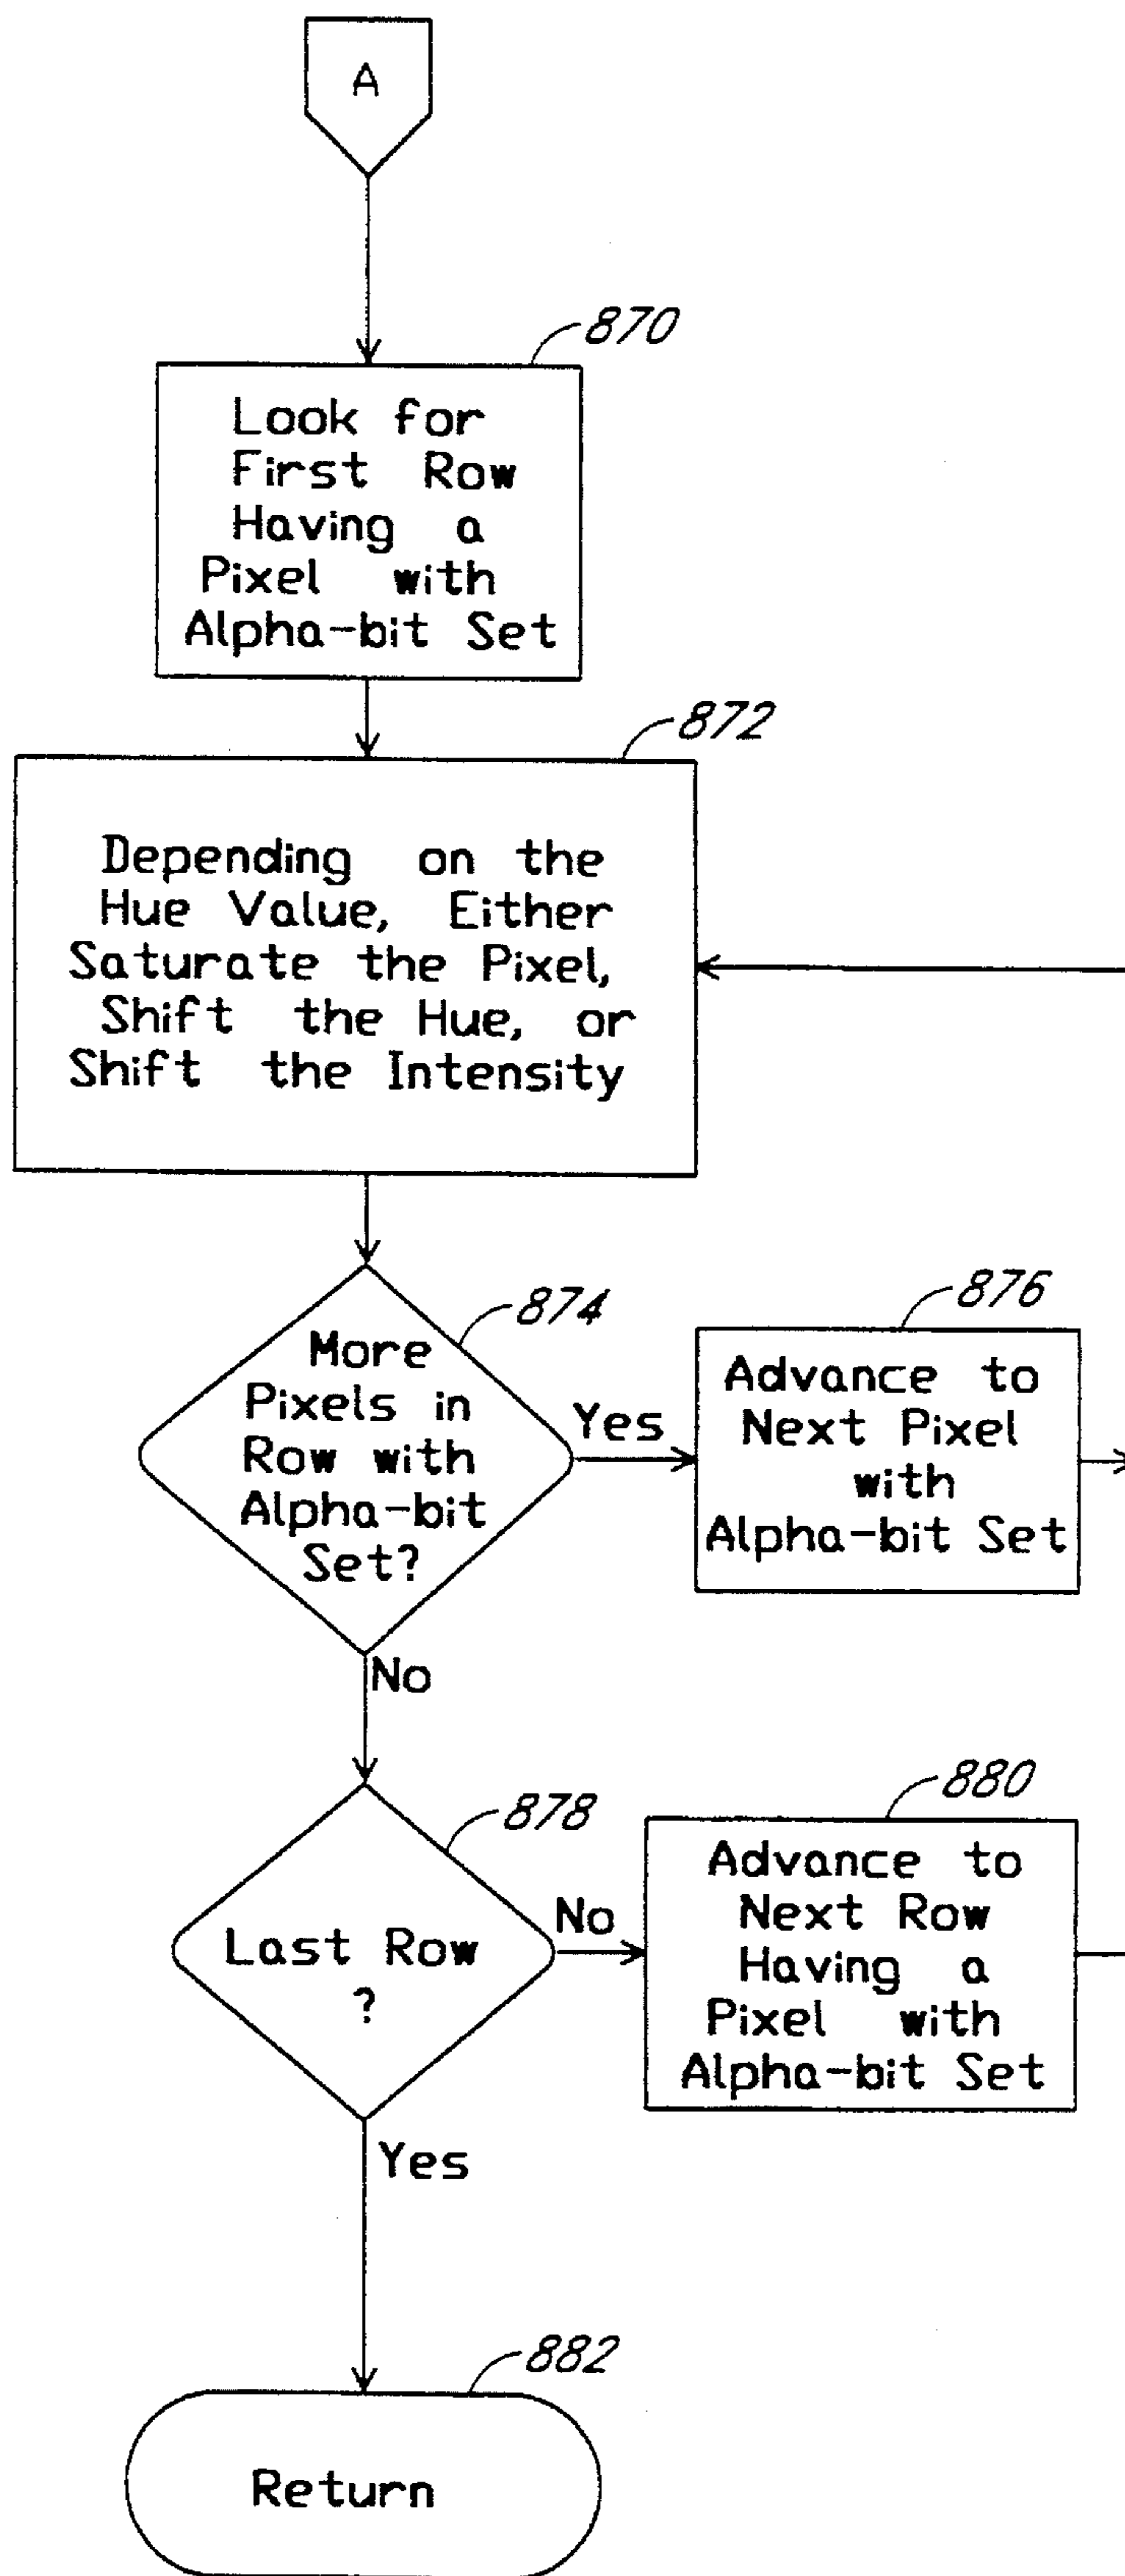 A
870
Look for
First Row
Having a
Pixel with
Alpha-bit Set
872
Depending on the
Hue Value, Either
Saturate the Pixel,
Shift the Hue, or
Shift the Intensity
874
More
Pixels in
Row with
Alpha-bit
Set?
Yes
876
Advance to
Next Pixel
with
Alpha-bit Set
No
878
Last Row
?
No
880
Advance to
Next Row
Having a
Pixel with
Alpha-bit Set
Yes
882
Return